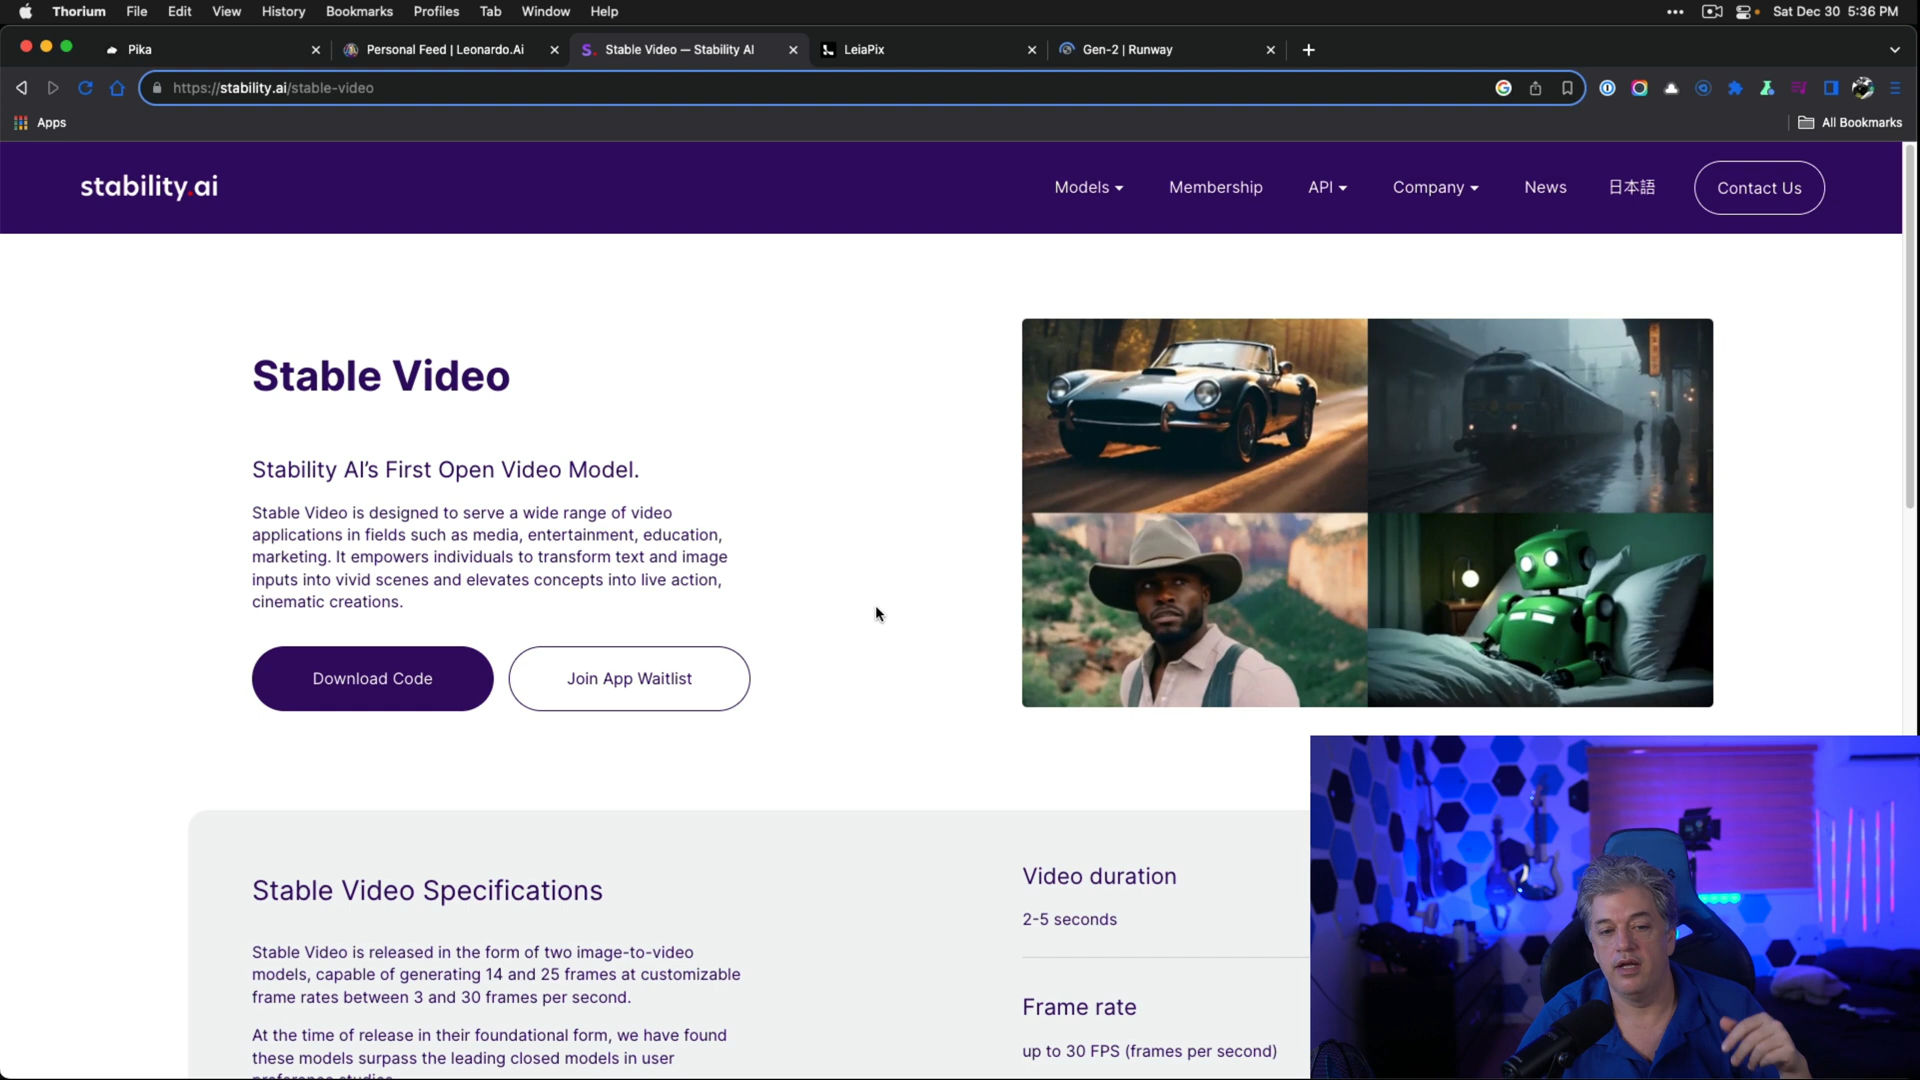 Thorium File Edit View History Bookmarks Profiles Tab Window Help Sat Dec 30 5:36 PM
Pika Personal Feed | Leonardo.Ai Stable Video — Stability AI LeiaPix Gen-2 | Runway
https://stability.ai/stable-video
Apps All Bookmarks
stability.ai Models Membership API Company News 日本語 Contact Us
Stable Video
Stability AI's First Open Video Model.
Stable Video is designed to serve a wide range of video
applications in fields such as media, entertainment, education,
marketing. It empowers individuals to transform text and image
inputs into vivid scenes and elevates concepts into live action,
cinematic creations.
Download Code Join App Waitlist
Stable Video Specifications
Stable Video is released in the form of two image-to-video
models, capable of generating 14 and 25 frames at customizable
frame rates between 3 and 30 frames per second.
At the time of release in their foundational form, we have found
these models surpass the leading closed models in user
preference studies.
Video duration
2-5 seconds
Frame rate
up to 30 FPS (frames per second)